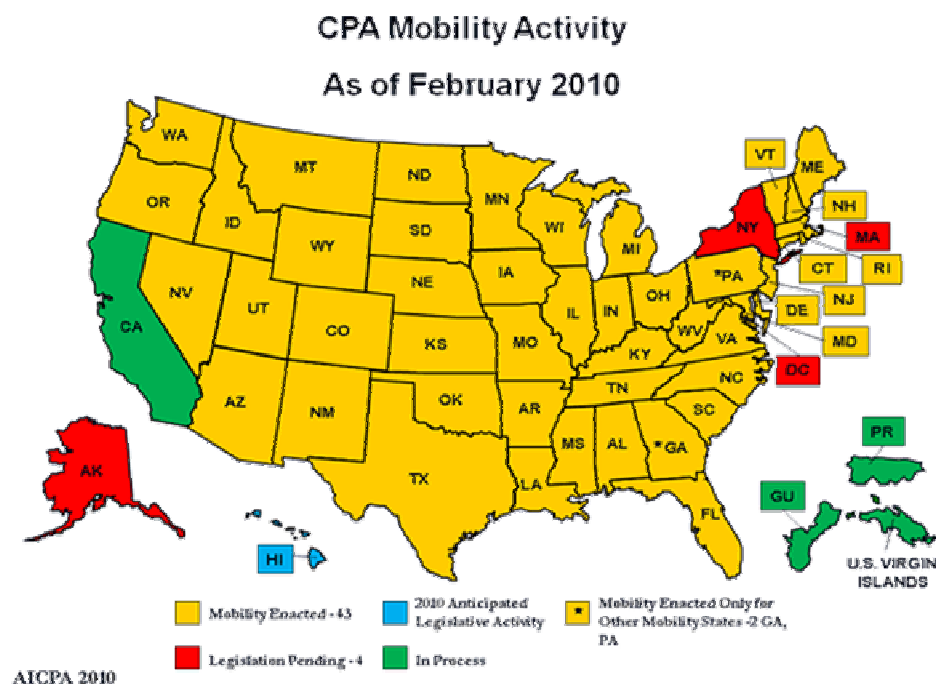 CPA Mobility Activity
As of February 2010
WA
MT
ND
MN
VT
ME
OR
ID
SD
WI
NY
NH
MA
WY
MI
CT
RI
NV
NE
IA
*PA
NJ
DE
CA
UT
CO
IL
IN
OH
MD
KS
MO
WV
VA
KY
DC
AZ
NM
OK
AR
TN
NC
SC
AK
TX
MS
AL
*GA
LA
FL
PR
GU
HI
U.S. VIRGIN
ISLANDS
Mobility Enacted - 43
2010 Anticipated
Legislative Activity
* Mobility Enacted Only for
Other Mobility States -2 GA,
PA
Legislation Pending - 4
In Process
AICPA 2010